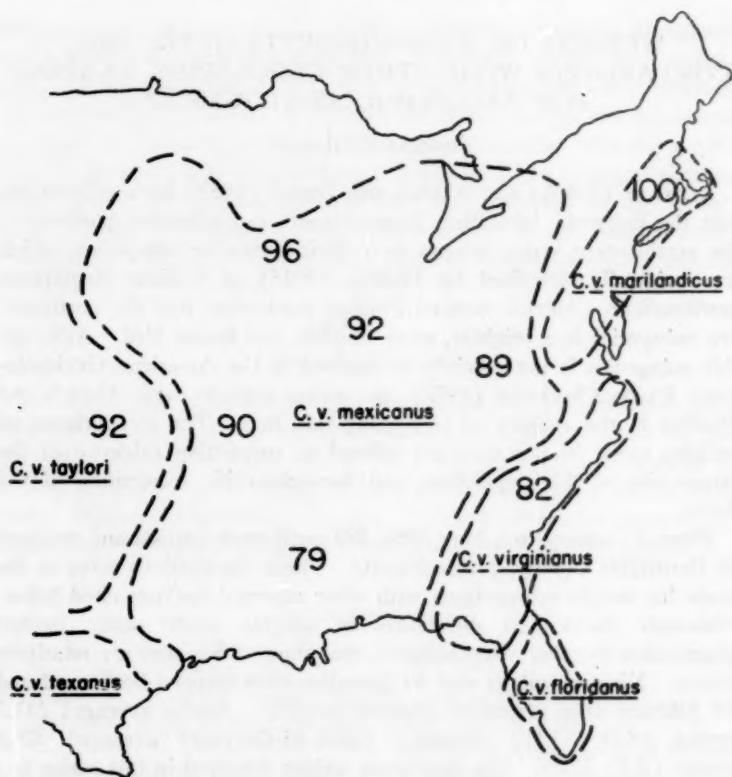 100
96
C. v. marilandicus
92
89
92
90
C. v. mexicanus
C. v. taylori
82
79
C. v. virginianus
C. v. texanus
C. v. floridanus